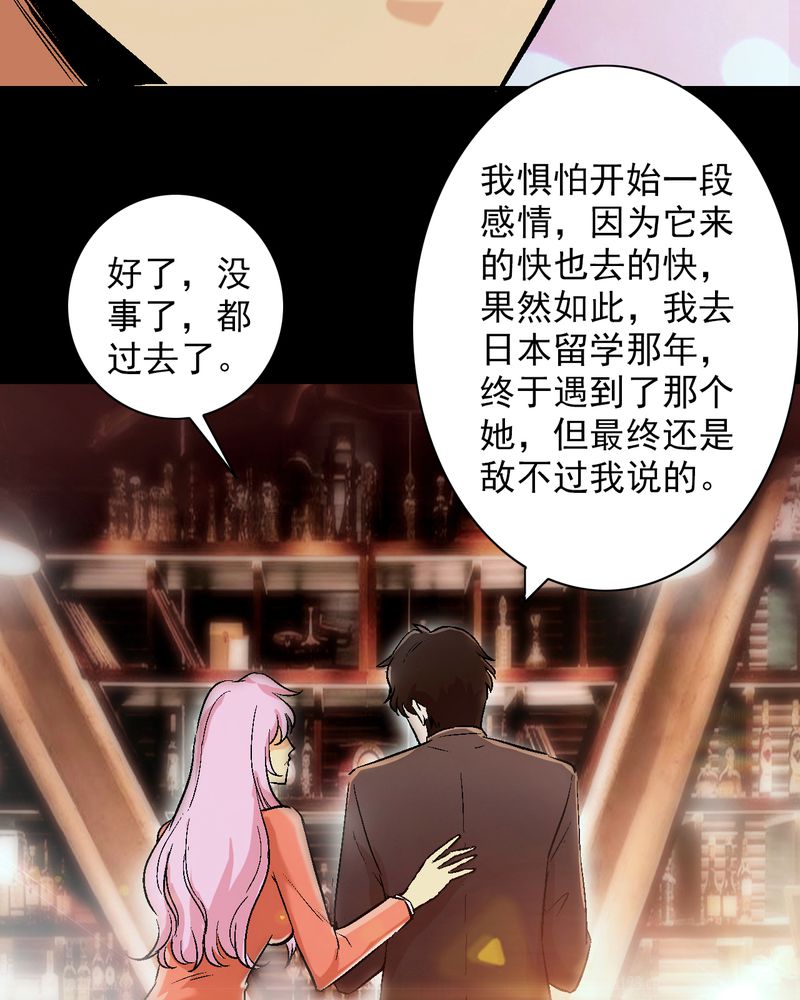 我惧怕开始一段
感情，因为它来
的快也去的快，
果然如此，我去
日本留学那年，
终于遇到了那个
她，但最终还是
敌不过我说的。
好了，没
事了，都
过去了。